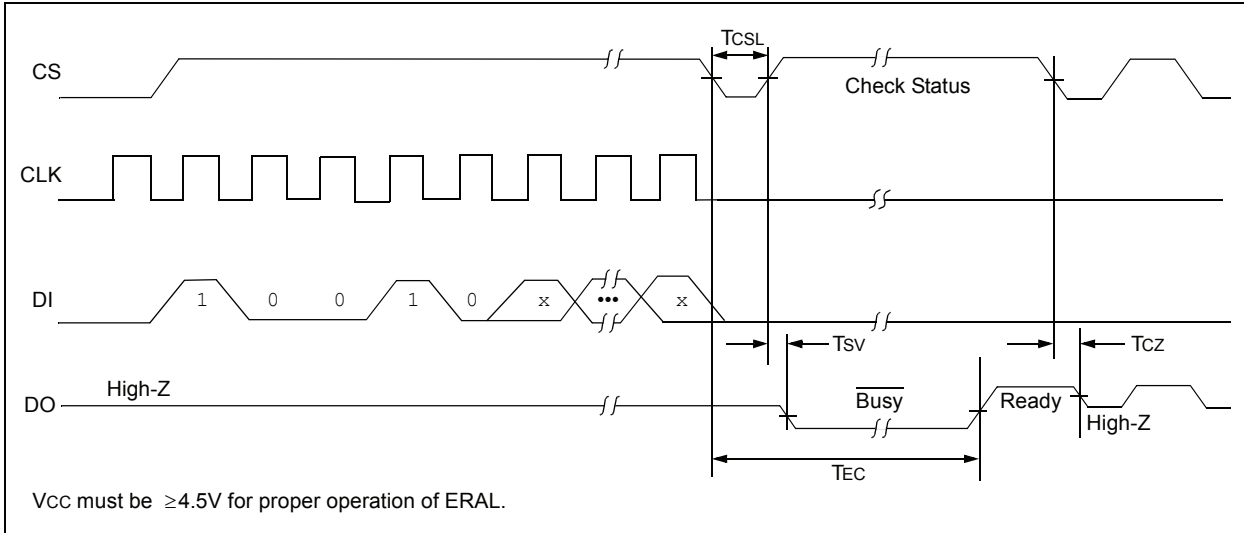 TCSL
CS
Check Status
CLK
DI
1 0 0 1 0 x ••• x
TSV
TCZ
High-Z
DO
Busy
Ready
High-Z
TEC
VCC must be ≥4.5V for proper operation of ERAL.